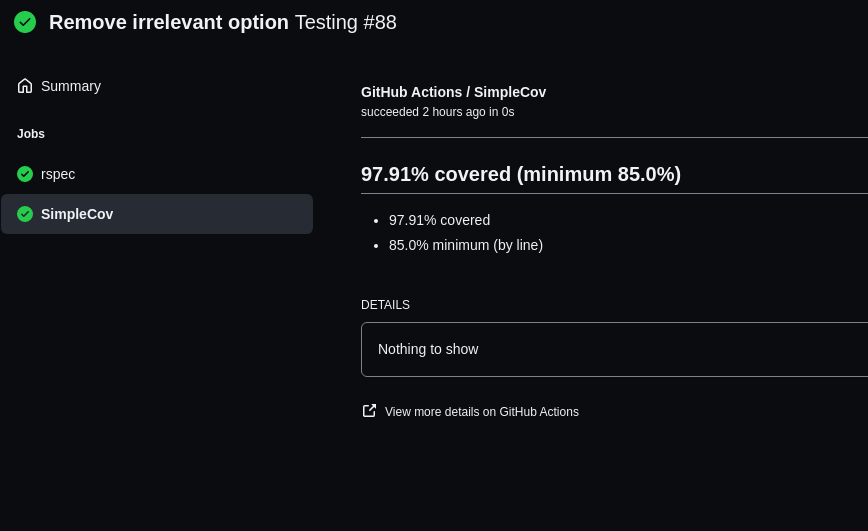 Remove irrelevant option Testing #88
Summary
Jobs
rspec
SimpleCov
GitHub Actions / SimpleCov
succeeded 2 hours ago in 0s
97.91% covered (minimum 85.0%)
97.91% covered
85.0% minimum (by line)
DETAILS
Nothing to show
View more details on GitHub Actions